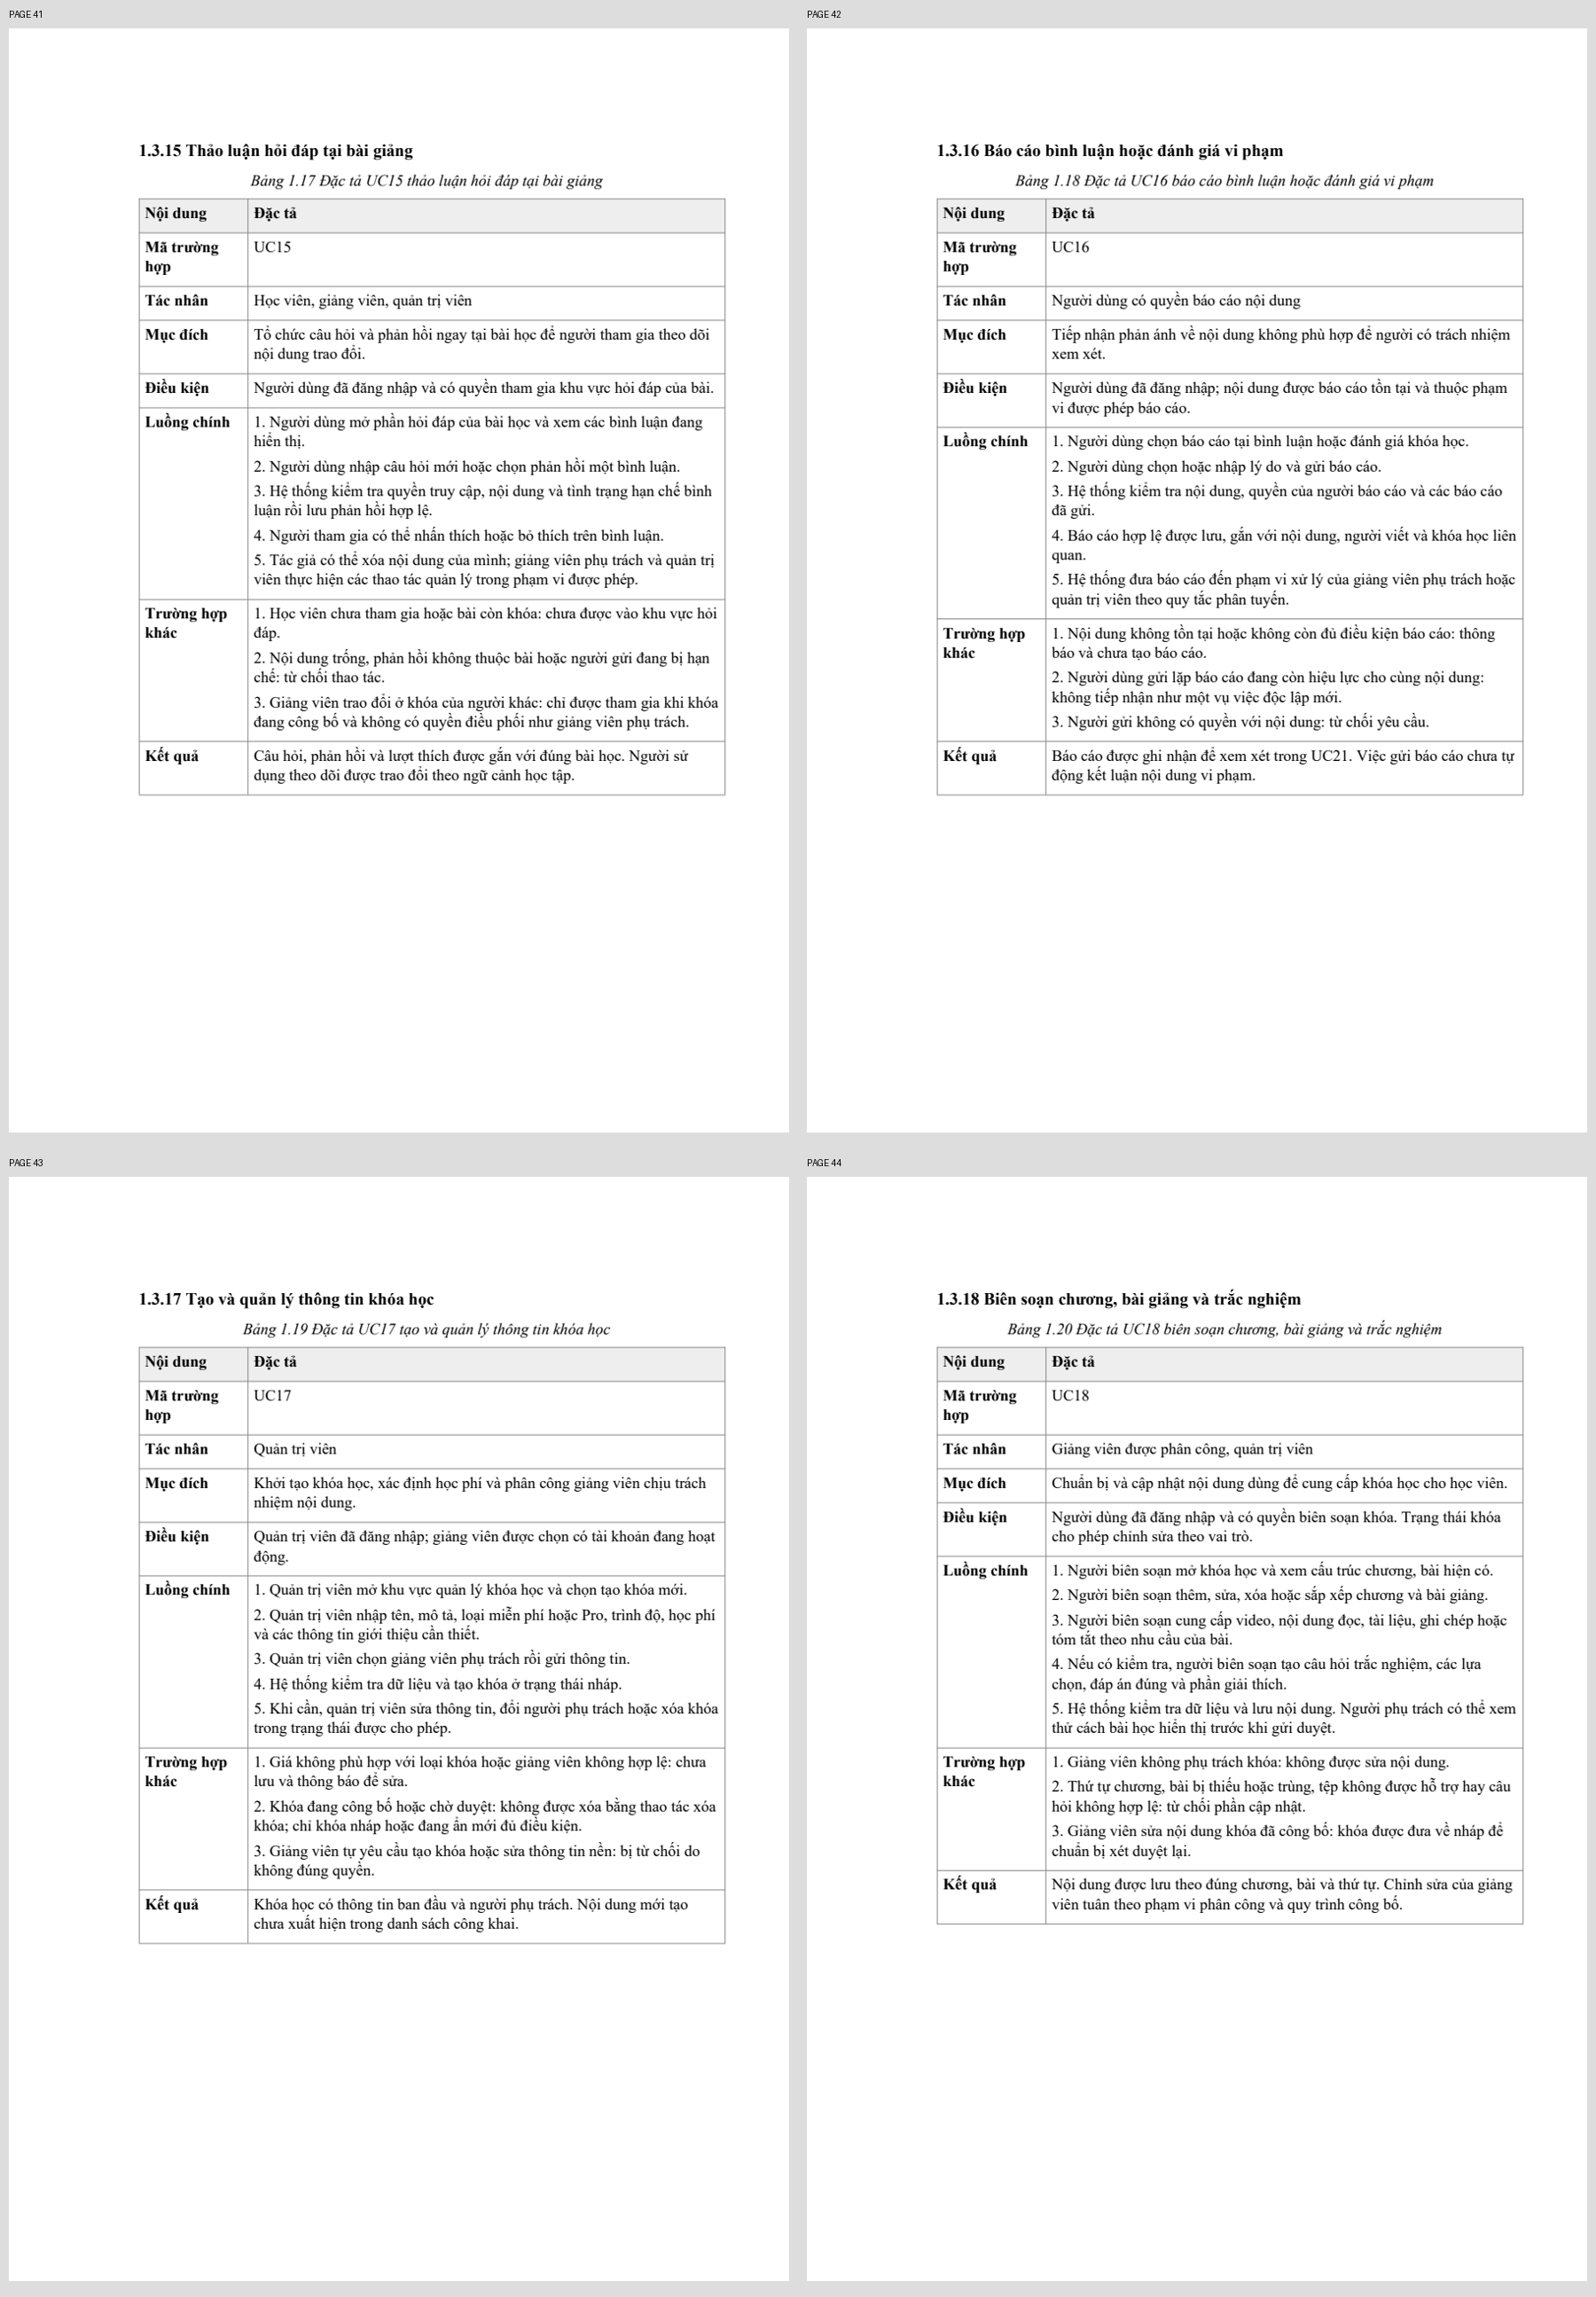 PAGE 41
1.3.15 Thảo luận hỏi đáp tại bài giảng
Bảng 1.17 Đặc tả UC15 thảo luận hỏi đáp tại bài giảng
Nội dung Đặc tả
Mã trường UC15
hợp
Tác nhân Học viên, giảng viên, quản trị viên
Mục đích Tổ chức câu hỏi và phản hồi ngay tại bài học để người tham gia theo dõi
nội dung trao đổi.
Điều kiện Người dùng đã đăng nhập và có quyền tham gia khu vực hỏi đáp của bài.
Luồng chính 1. Người dùng mở phần hỏi đáp của bài học và xem các bình luận đang
hiển thị.
2. Người dùng nhập câu hỏi mới hoặc chọn phản hồi một bình luận.
3. Hệ thống kiểm tra quyền truy cập, nội dung và tình trạng hạn chế bình
luận rồi lưu phản hồi hợp lệ.
4. Người tham gia có thể nhấn thích hoặc bỏ thích trên bình luận.
5. Tác giả có thể xóa nội dung của mình; giảng viên phụ trách và quản trị
viên thực hiện các thao tác quản lý trong phạm vi được phép.
Trường hợp 1. Học viên chưa tham gia hoặc bài còn khóa: chưa được vào khu vực hỏi
khác đáp.
2. Nội dung trống, phản hồi không thuộc bài hoặc người gửi đang bị hạn
chế: từ chối thao tác.
3. Giảng viên trao đổi ở khóa của người khác: chỉ được tham gia khi khóa
đang công bố và không có quyền điều phối như giảng viên phụ trách.
Kết quả Câu hỏi, phản hồi và lượt thích được gắn với đúng bài học. Người sử
dụng theo dõi được trao đổi theo ngữ cảnh học tập.
PAGE 42
1.3.16 Báo cáo bình luận hoặc đánh giá vi phạm
Bảng 1.18 Đặc tả UC16 báo cáo bình luận hoặc đánh giá vi phạm
Nội dung Đặc tả
Mã trường UC16
hợp
Tác nhân Người dùng có quyền báo cáo nội dung
Mục đích Tiếp nhận phản ánh về nội dung không phù hợp để người có trách nhiệm
xem xét.
Điều kiện Người dùng đã đăng nhập; nội dung được báo cáo tồn tại và thuộc phạm
vi được phép báo cáo.
Luồng chính 1. Người dùng chọn báo cáo tại bình luận hoặc đánh giá khóa học.
2. Người dùng chọn hoặc nhập lý do và gửi báo cáo.
3. Hệ thống kiểm tra nội dung, quyền của người báo cáo và các báo cáo
đã gửi.
4. Báo cáo hợp lệ được lưu, gắn với nội dung, người viết và khóa học liên
quan.
5. Hệ thống đưa báo cáo đến phạm vi xử lý của giảng viên phụ trách hoặc
quản trị viên theo quy tắc phân tuyến.
Trường hợp 1. Nội dung không tồn tại hoặc không còn đủ điều kiện báo cáo: thông
khác báo và chưa tạo báo cáo.
2. Người dùng gửi lặp báo cáo đang còn hiệu lực cho cùng nội dung:
không tiếp nhận như một vụ việc độc lập mới.
3. Người gửi không có quyền với nội dung: từ chối yêu cầu.
Kết quả Báo cáo được ghi nhận để xem xét trong UC21. Việc gửi báo cáo chưa tự
động kết luận nội dung vi phạm.
PAGE 43
1.3.17 Tạo và quản lý thông tin khóa học
Bảng 1.19 Đặc tả UC17 tạo và quản lý thông tin khóa học
Nội dung Đặc tả
Mã trường UC17
hợp
Tác nhân Quản trị viên
Mục đích Khởi tạo khóa học, xác định học phí và phân công giảng viên chịu trách
nhiệm nội dung.
Điều kiện Quản trị viên đã đăng nhập; giảng viên được chọn có tài khoản đang hoạt
động.
Luồng chính 1. Quản trị viên mở khu vực quản lý khóa học và chọn tạo khóa mới.
2. Quản trị viên nhập tên, mô tả, loại miễn phí hoặc Pro, trình độ, học phí
và các thông tin giới thiệu cần thiết.
3. Quản trị viên chọn giảng viên phụ trách rồi gửi thông tin.
4. Hệ thống kiểm tra dữ liệu và tạo khóa ở trạng thái nháp.
5. Khi cần, quản trị viên sửa thông tin, đổi người phụ trách hoặc xóa khóa
trong trạng thái được cho phép.
Trường hợp 1. Giá không phù hợp với loại khóa hoặc giảng viên không hợp lệ: chưa
khác lưu và thông báo để sửa.
2. Khóa đang công bố hoặc chờ duyệt: không được xóa bằng thao tác xóa
khóa; chỉ khóa nháp hoặc đang ẩn mới đủ điều kiện.
3. Giảng viên tự yêu cầu tạo khóa hoặc sửa thông tin nền: bị từ chối do
không đúng quyền.
Kết quả Khóa học có thông tin ban đầu và người phụ trách. Nội dung mới tạo
chưa xuất hiện trong danh sách công khai.
PAGE 44
1.3.18 Biên soạn chương, bài giảng và trắc nghiệm
Bảng 1.20 Đặc tả UC18 biên soạn chương, bài giảng và trắc nghiệm
Nội dung Đặc tả
Mã trường UC18
hợp
Tác nhân Giảng viên được phân công, quản trị viên
Mục đích Chuẩn bị và cập nhật nội dung dùng để cung cấp khóa học cho học viên.
Điều kiện Người dùng đã đăng nhập và có quyền biên soạn khóa. Trạng thái khóa
cho phép chỉnh sửa theo vai trò.
Luồng chính 1. Người biên soạn mở khóa học và xem cấu trúc chương, bài hiện có.
2. Người biên soạn thêm, sửa, xóa hoặc sắp xếp chương và bài giảng.
3. Người biên soạn cung cấp video, nội dung đọc, tài liệu, ghi chép hoặc
tóm tắt theo nhu cầu của bài.
4. Nếu có kiểm tra, người biên soạn tạo câu hỏi trắc nghiệm, các lựa
chọn, đáp án đúng và phần giải thích.
5. Hệ thống kiểm tra dữ liệu và lưu nội dung. Người phụ trách có thể xem
thử cách bài học hiển thị trước khi gửi duyệt.
Trường hợp 1. Giảng viên không phụ trách khóa: không được sửa nội dung.
khác 2. Thứ tự chương, bài bị thiếu hoặc trùng, tệp không được hỗ trợ hay câu
hỏi không hợp lệ: từ chối phần cập nhật.
3. Giảng viên sửa nội dung khóa đã công bố: khóa được đưa về nháp để
chuẩn bị xét duyệt lại.
Kết quả Nội dung được lưu theo đúng chương, bài và thứ tự. Chỉnh sửa của giảng
viên tuân theo phạm vi phân công và quy trình công bố.